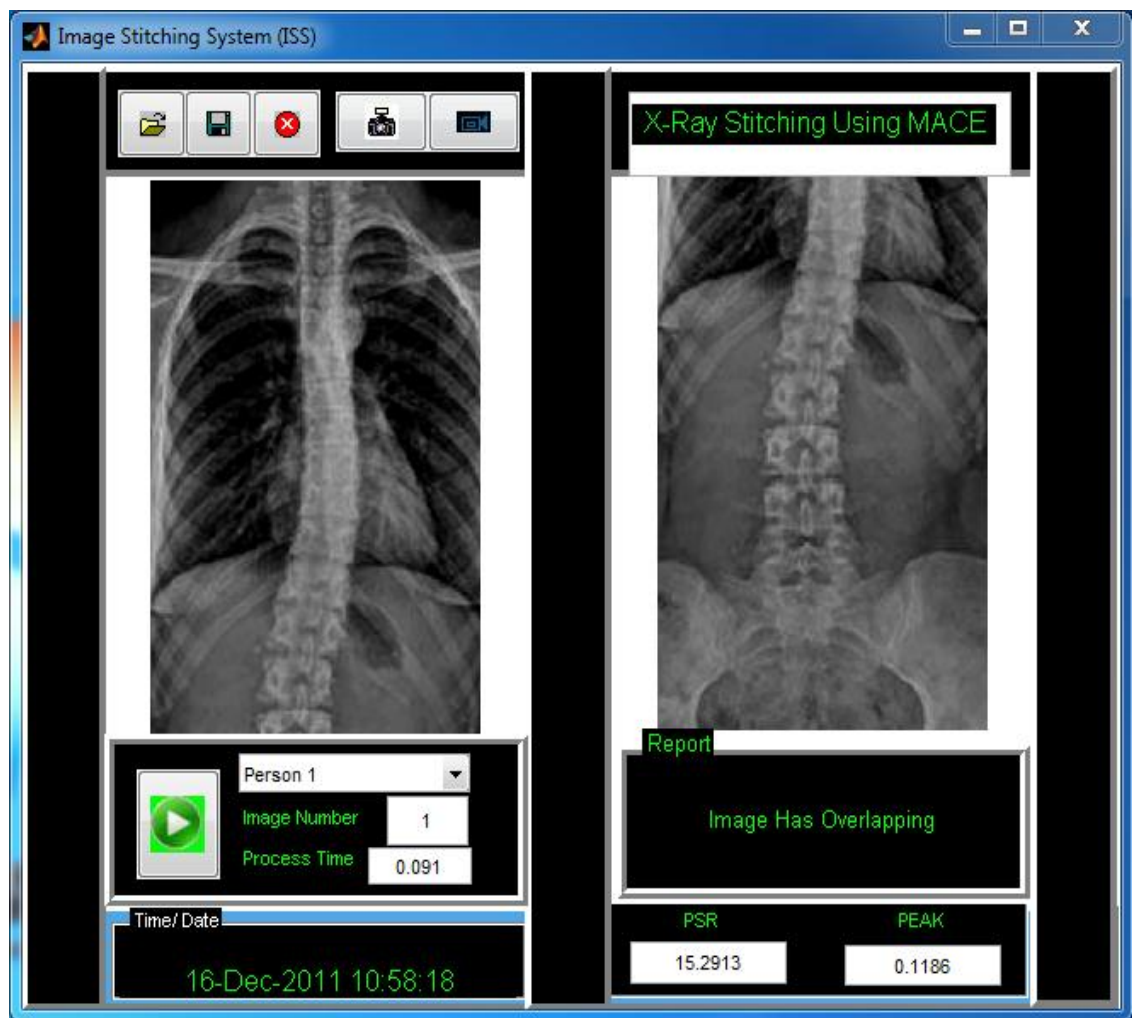 Image Stitching System (ISS)
X-Ray Stitching Using MACE
Person 1
Image Number 1
Process Time 0.091
Time/ Date
16-Dec-2011 10:58:18
Report
Image Has Overlapping
PSR PEAK
15.2913 0.1186